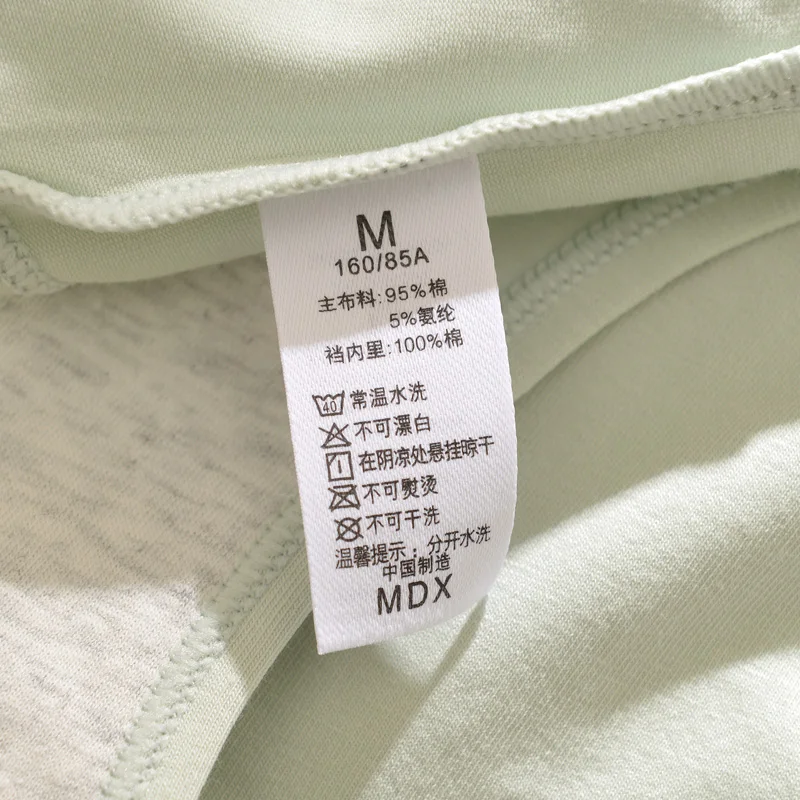 M
160/85A
主布料:95%棉
5%氨纶
裆内里:100%棉
40 常温水洗
不可漂白
在阴凉处悬挂晾干
不可熨烫
不可干洗
温馨提示：分开水洗
中国制造
MDX